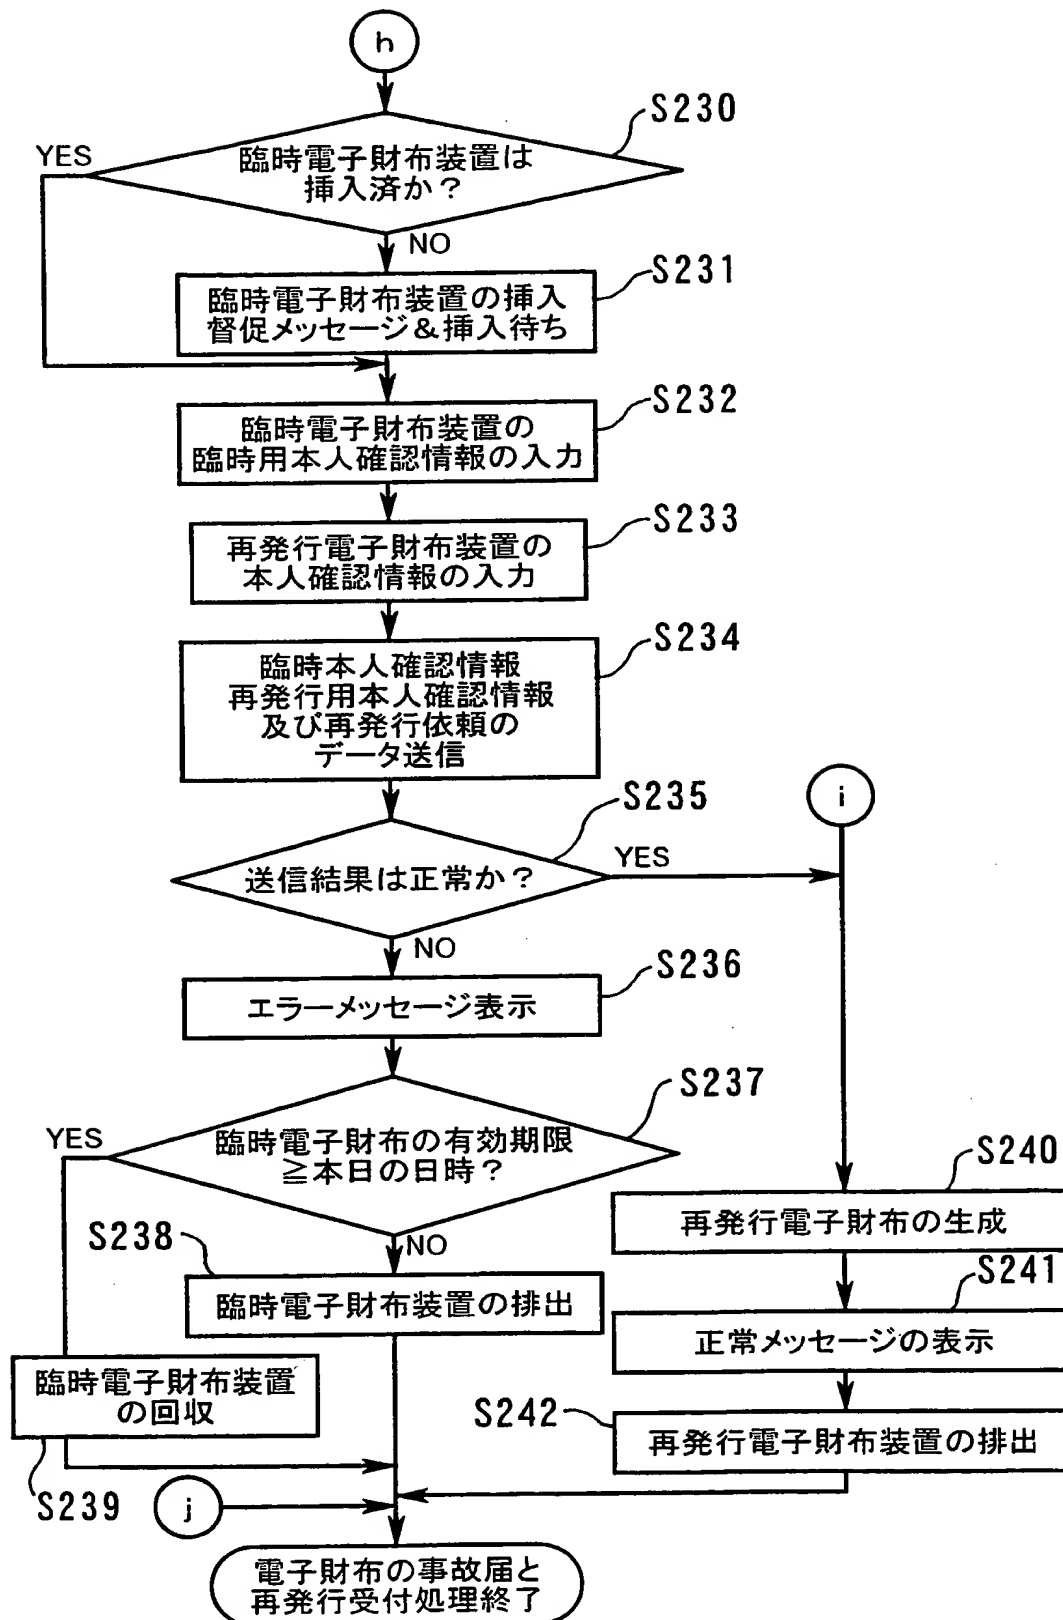 h
S230
YES
臨時電子財布装置は
挿入済か？
NO
S231
臨時電子財布装置の挿入
督促メッセージ&挿入待ち
S232
臨時電子財布装置の
臨時用本人確認情報の入力
S233
再発行電子財布装置の
本人確認情報の入力
S234
臨時本人確認情報
再発行用本人確認情報
及び再発行依頼の
データ送信
S235
i
送信結果は正常か？
YES
NO
S236
エラーメッセージ表示
S237
YES
臨時電子財布の有効期限
≧本日の日時？
S240
再発行電子財布の生成
S238
NO
臨時電子財布装置の排出
S241
正常メッセージの表示
臨時電子財布装置
の回収
S242
再発行電子財布装置の排出
S239
j
電子財布の事故届と
再発行受付処理終了